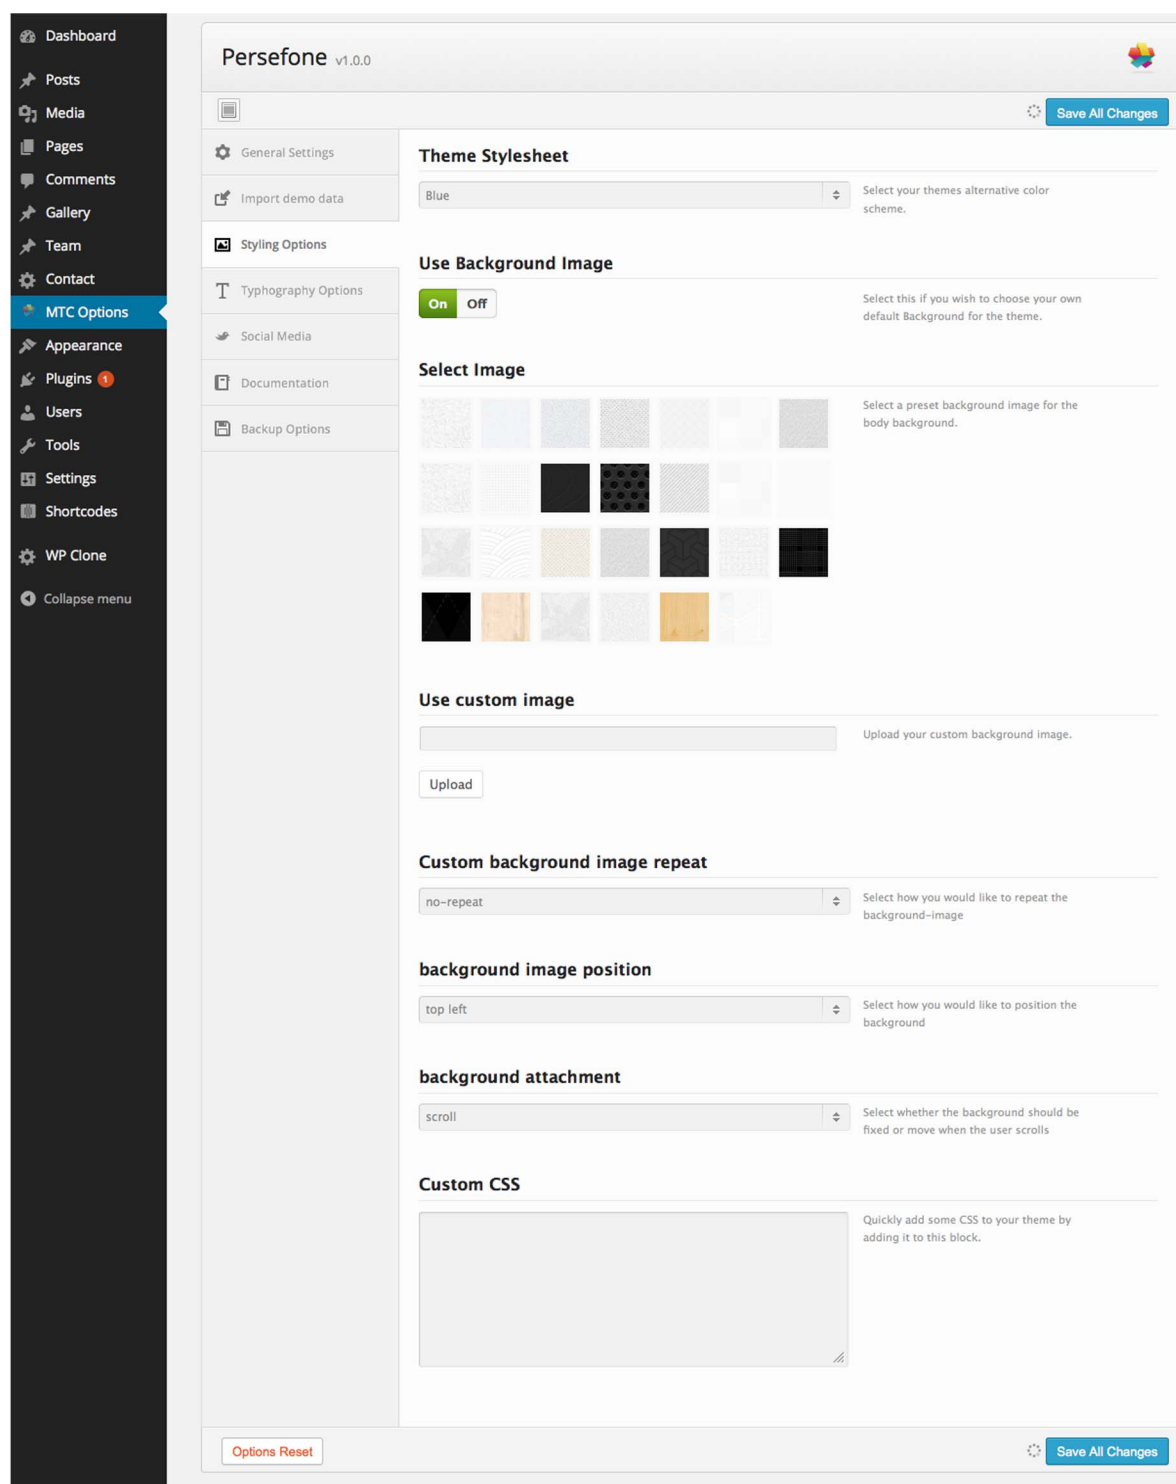 Dashboard
Posts
Media
Pages
Comments
Gallery
Team
Contact
MTC Options
Appearance
Plugins 1
Users
Tools
Settings
Shortcodes
WP Clone
Collapse menu
Persefone v1.0.0
Save All Changes
General Settings
Import demo data
Styling Options
Typhography Options
Social Media
Documentation
Backup Options
Theme Stylesheet
Blue
Select your themes alternative color
scheme.
Use Background Image
On Off
Select this if you wish to choose your own
default Background for the theme.
Select Image
Select a preset background image for the
body background.
Use custom image
Upload your custom background image.
Upload
Custom background image repeat
no-repeat
Select how you would like to repeat the
background-image
background image position
top left
Select how you would like to position the
background
background attachment
scroll
Select whether the background should be
fixed or move when the user scrolls
Custom CSS
Quickly add some CSS to your theme by
adding it to this block.
Options Reset
Save All Changes